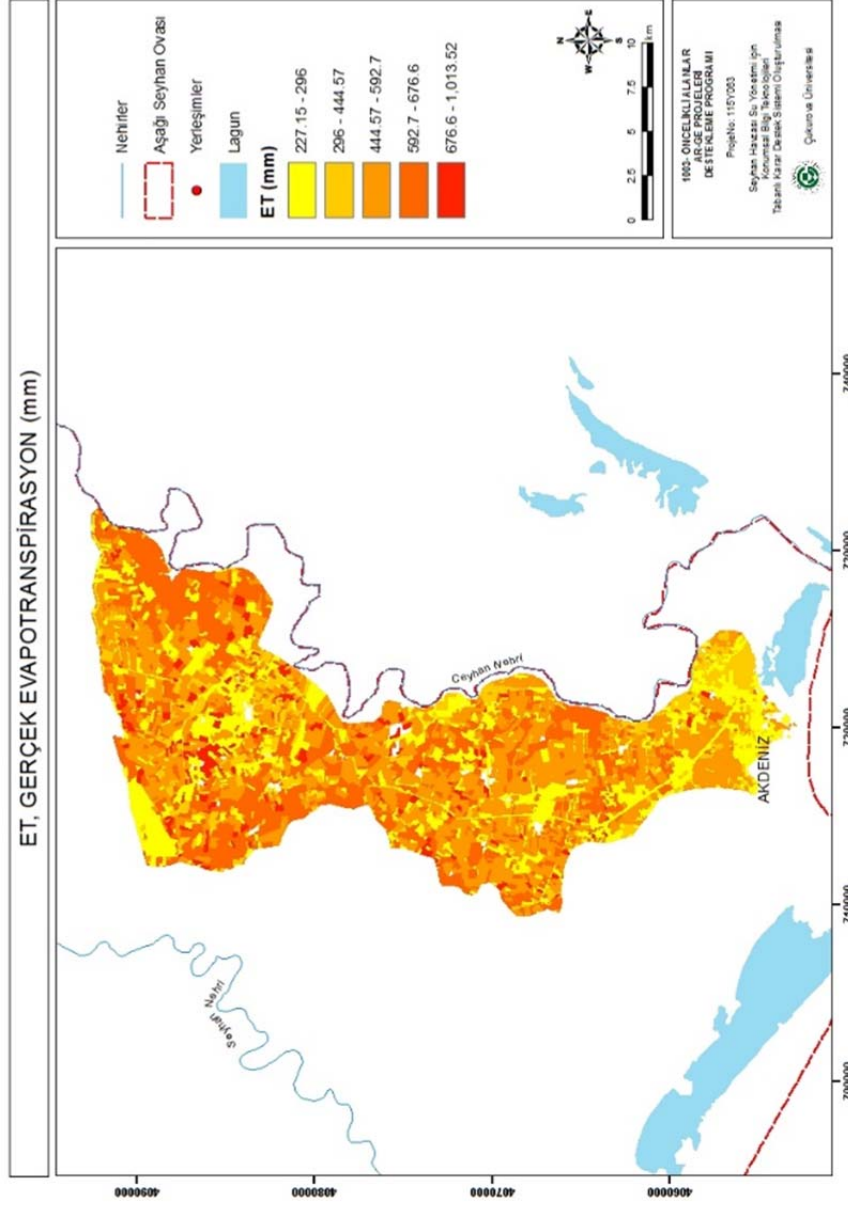 ET, GERÇEK EVAPOTRANSPİRASYON (mm)
Seyhan Nehri
Ceyhan Nehri
AKDENİZ
4090000
4080000
4070000
4060000
700000
710000
720000
Nehirler
Aşağı Seyhan Ovası
Yerleşimler
Lagun
ET (mm)
227.15 - 296
296 - 444.57
444.57 - 592.7
592.7 - 676.6
676.6 - 1,013.52
N
W
E
S
0 2.5 5 7.5 10
km
1003- ÖNCELİKLİ ALANLAR
AR-GE PROJELERİ
DESTEKLEME PROGRAMI
ProjeNo: 115Y063
Seyhan Havzası Su Yönetimi için
Konumsal Bilgi Teknolojileri
Tabanlı Karar Destek Sistemi Oluşturulması
Çukurova Üniversitesi